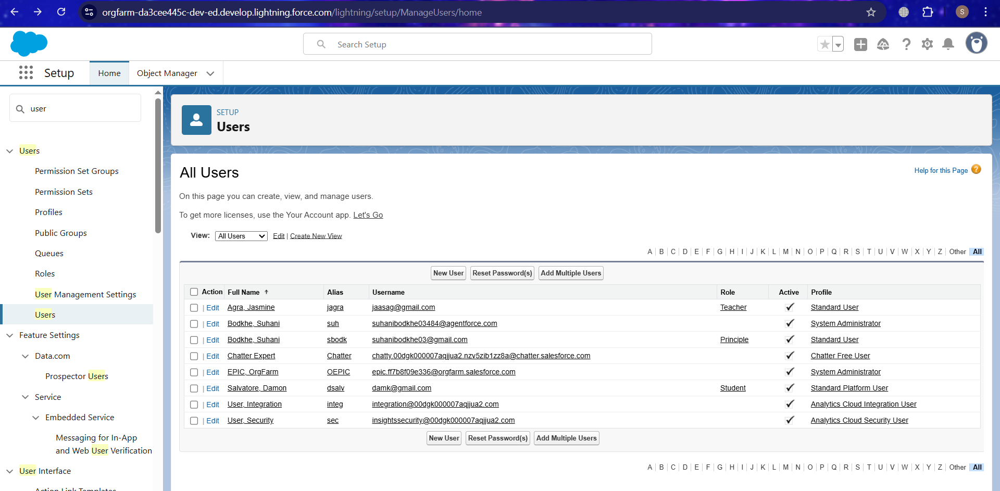 orgfarm-da3cee445c-dev-ed.develop.lightning.force.com/lightning/setup/ManageUsers/home
S
Search Setup
Setup
Home
Object Manager
user
Users
Permission Set Groups
Permission Sets
Profiles
Public Groups
Queues
Roles
User Management Settings
Users
Feature Settings
Data.com
Prospector Users
Service
Embedded Service
Messaging for In-App
and Web User Verification
User Interface
Action Link Templates
SETUP
Users
All Users
Help for this Page ?
On this page you can create, view, and manage users.
To get more licenses, use the Your Account app. Let's Go
View: All Users Edit | Create New View
A B C D E F G H I J K L M N O P Q R S T U V W X Y Z Other All
New User Reset Password(s) Add Multiple Users
Action Full Name ↑ Alias Username Role Active Profile
| Edit Agra, Jasmine jagra jaasag@gmail.com Teacher ✓ Standard User
| Edit Bodkhe, Suhani suh suhanibodkhe03484@agentforce.com ✓ System Administrator
| Edit Bodkhe, Suhani sbodk suhanibodkhe03@gmail.com Principle ✓ Standard User
| Edit Chatter Expert Chatter chatty.00dgk000007aqjjua2.nzv5zib1zz8a@chatter.salesforce.com ✓ Chatter Free User
| Edit EPIC, OrgFarm OEPIC epic.ff7b8f09e336@orgfarm.salesforce.com ✓ System Administrator
| Edit Salvatore, Damon dsalv damk@gmail.com Student ✓ Standard Platform User
| Edit User, Integration integ integration@00dgk000007aqjjua2.com ✓ Analytics Cloud Integration User
| Edit User, Security sec insightssecurity@00dgk000007aqjjua2.com ✓ Analytics Cloud Security User
New User Reset Password(s) Add Multiple Users
A B C D E F G H I J K L M N O P Q R S T U V W X Y Z Other All